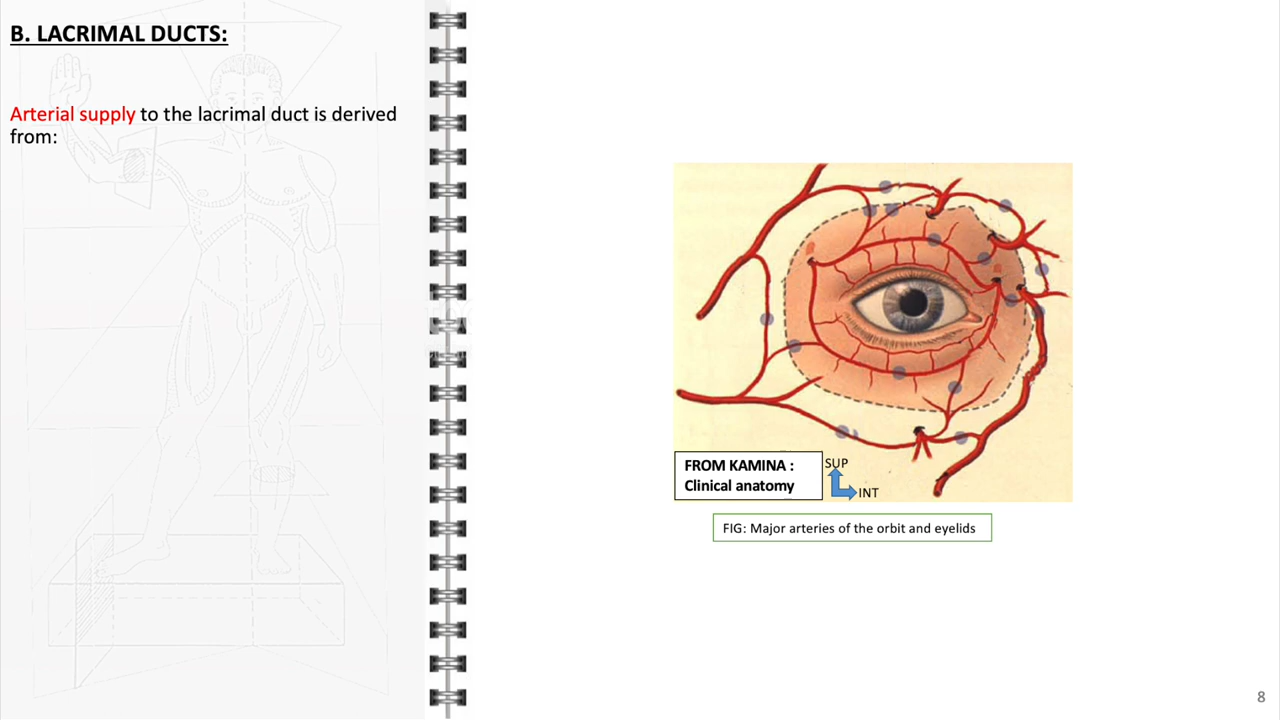 B. LACRIMAL DUCTS:
Arterial supply to the lacrimal duct is derived
from:
FROM KAMINA :
Clinical anatomy
SUP
INT
FIG: Major arteries of the orbit and eyelids
8